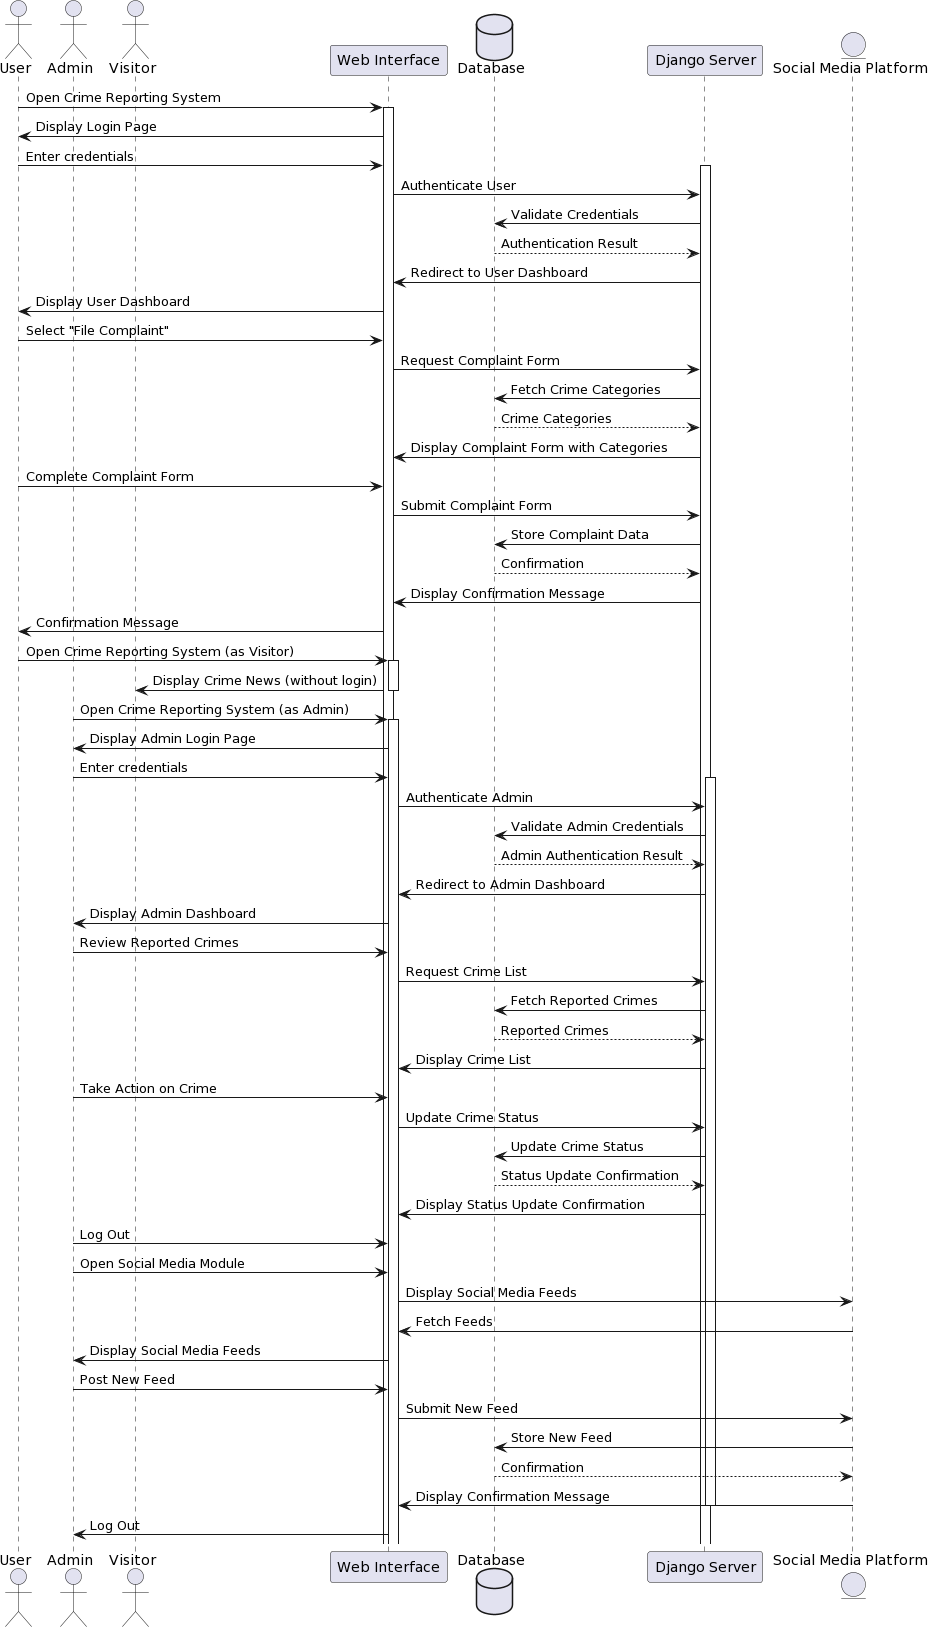 User
Admin
Visitor
Web Interface
Database
Django Server
Social Media Platform
Open Crime Reporting System
Display Login Page
Enter credentials
Authenticate User
Validate Credentials
Authentication Result
Redirect to User Dashboard
Display User Dashboard
Select "File Complaint"
Request Complaint Form
Fetch Crime Categories
Crime Categories
Display Complaint Form with Categories
Complete Complaint Form
Submit Complaint Form
Store Complaint Data
Confirmation
Display Confirmation Message
Confirmation Message
Open Crime Reporting System (as Visitor)
Display Crime News (without login)
Open Crime Reporting System (as Admin)
Display Admin Login Page
Enter credentials
Authenticate Admin
Validate Admin Credentials
Admin Authentication Result
Redirect to Admin Dashboard
Display Admin Dashboard
Review Reported Crimes
Request Crime List
Fetch Reported Crimes
Reported Crimes
Display Crime List
Take Action on Crime
Update Crime Status
Update Crime Status
Status Update Confirmation
Display Status Update Confirmation
Log Out
Open Social Media Module
Display Social Media Feeds
Fetch Feeds
Display Social Media Feeds
Post New Feed
Submit New Feed
Store New Feed
Confirmation
Display Confirmation Message
Log Out
User
Admin
Visitor
Web Interface
Database
Django Server
Social Media Platform